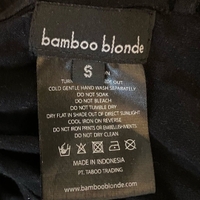 bamboo blonde
S
COLD GENTLE HAND WASH SEPARATELY
DO NOT SOAK
DO NOT BLEACH
DO NOT TUMBLE DRY
DRY FLAT IN SHADE OUT OF DIRECT SUNLIGHT
COOL IRON ON REVERSE
DO NOT IRON PRINTS OR EMBELLISHMENTS
DO NOT DRY CLEAN
MADE IN INDONESIA
PT. TABOO TRADING
www.bambooblonde.com